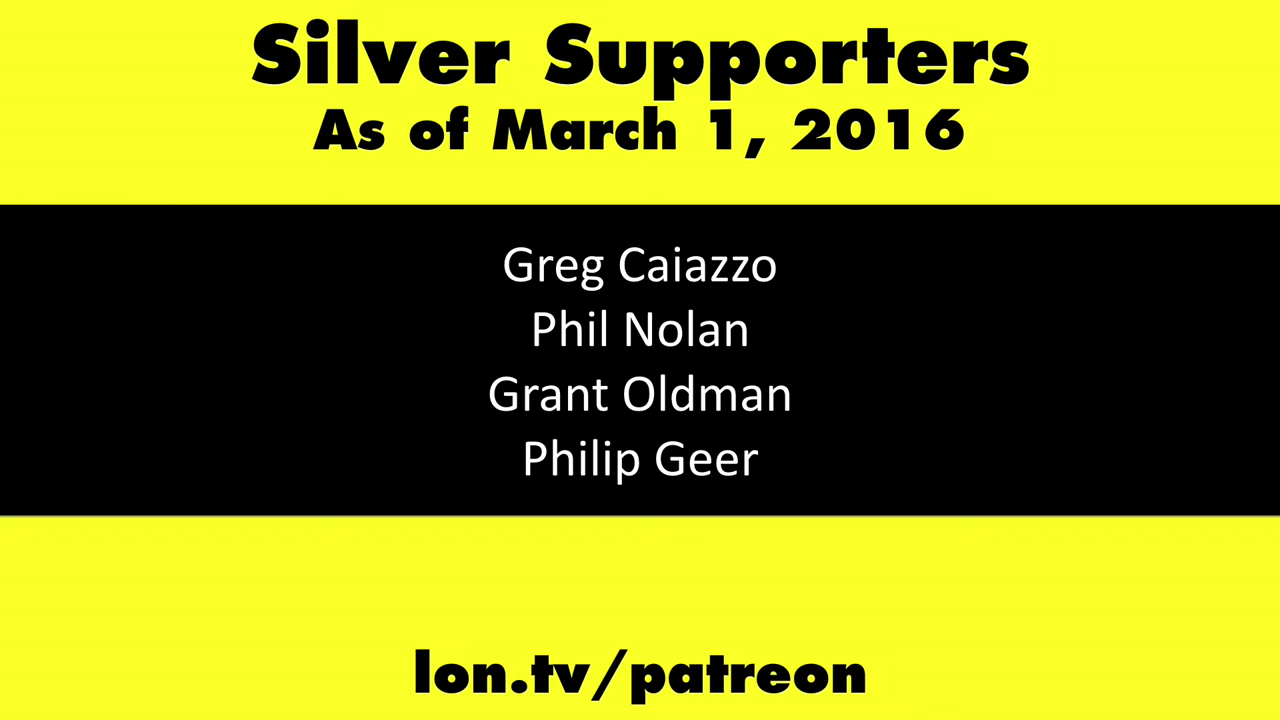 Silver Supporters
As of March 1, 2016
Greg Caiazzo
Phil Nolan
Grant Oldman
Philip Geer
lon.tv/patreon